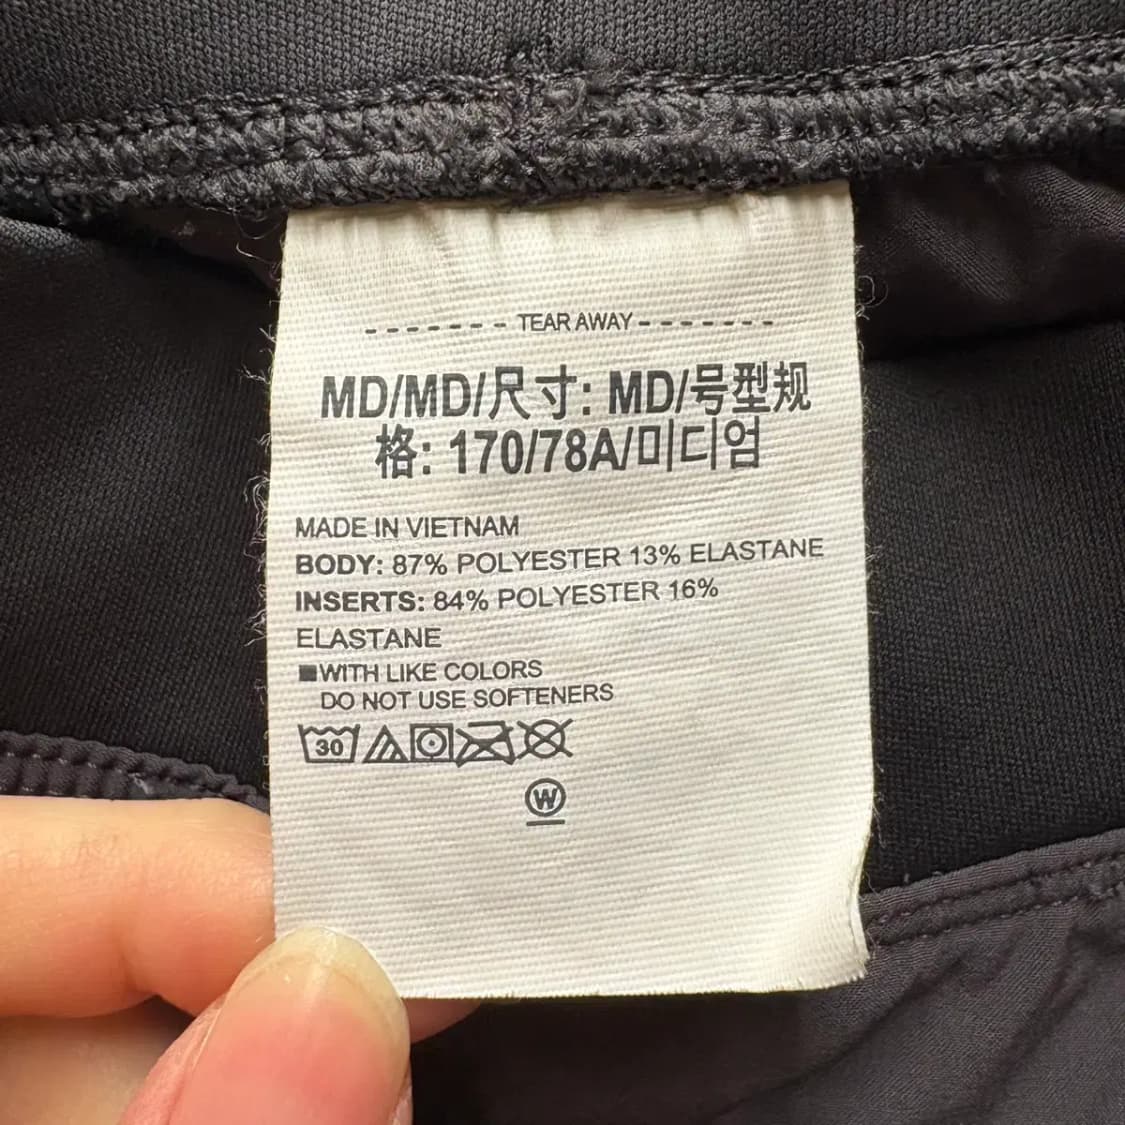 ------- TEAR AWAY -------
MD/MD/尺寸: MD/号型规
格: 170/78A/미디엄
MADE IN VIETNAM
BODY: 87% POLYESTER 13% ELASTANE
INSERTS: 84% POLYESTER 16%
ELASTANE
■WITH LIKE COLORS
DO NOT USE SOFTENERS
30
W